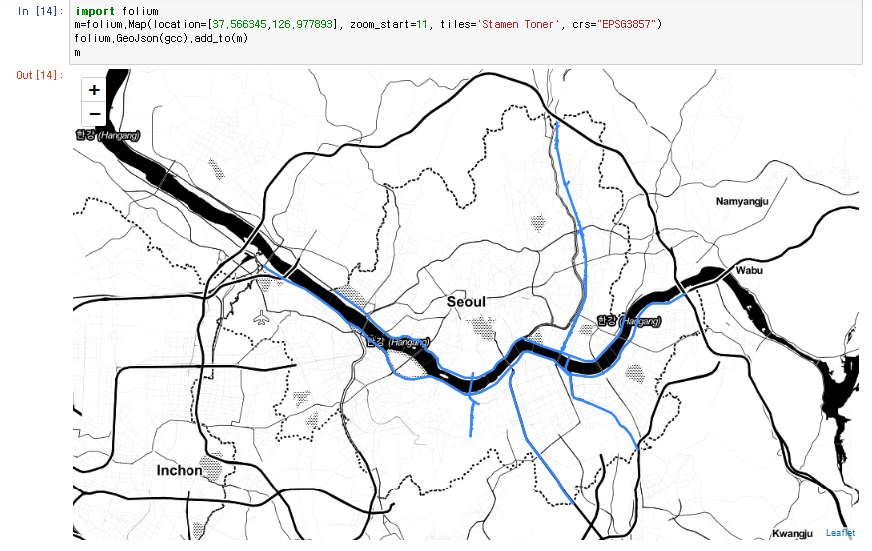 In [14]:
import folium
m=folium.Map(location=[37.566345,126.977893], zoom_start=11, tiles='Stamen Toner', crs="EPSG3857")
folium.GeoJson(gcc).add_to(m)
m
Out[14]:
+
−
한강 (Hangang)
Namyangju
Wabu
Seoul
한강 (Hangang)
한강 (Hangang)
Inchon
Kwangju
Leaflet